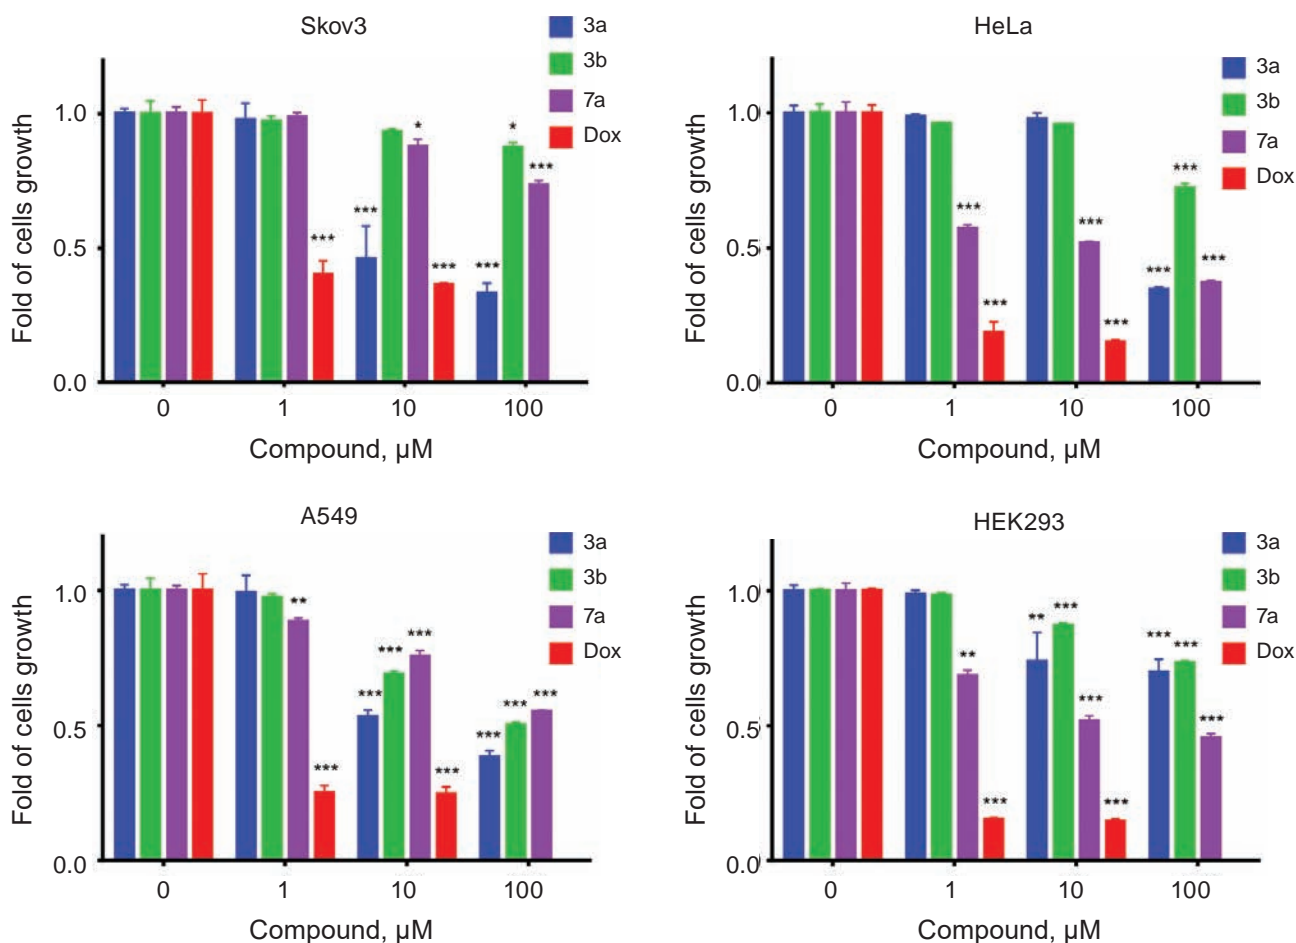 Skov3
3a
3b
7a
Dox
Fold of cells growth
1.0
0.5
0.0
*
*
***
***
***
***
***
0 1 10 100
Compound, µM
HeLa
3a
3b
7a
Dox
Fold of cells growth
1.0
0.5
0.0
***
***
***
***
***
***
***
0 1 10 100
Compound, µM
A549
3a
3b
7a
Dox
Fold of cells growth
1.0
0.5
0.0
**
***
***
***
***
***
***
***
***
0 1 10 100
Compound, µM
HEK293
3a
3b
7a
Dox
Fold of cells growth
1.0
0.5
0.0
**
***
***
***
**
***
***
***
***
0 1 10 100
Compound, µM